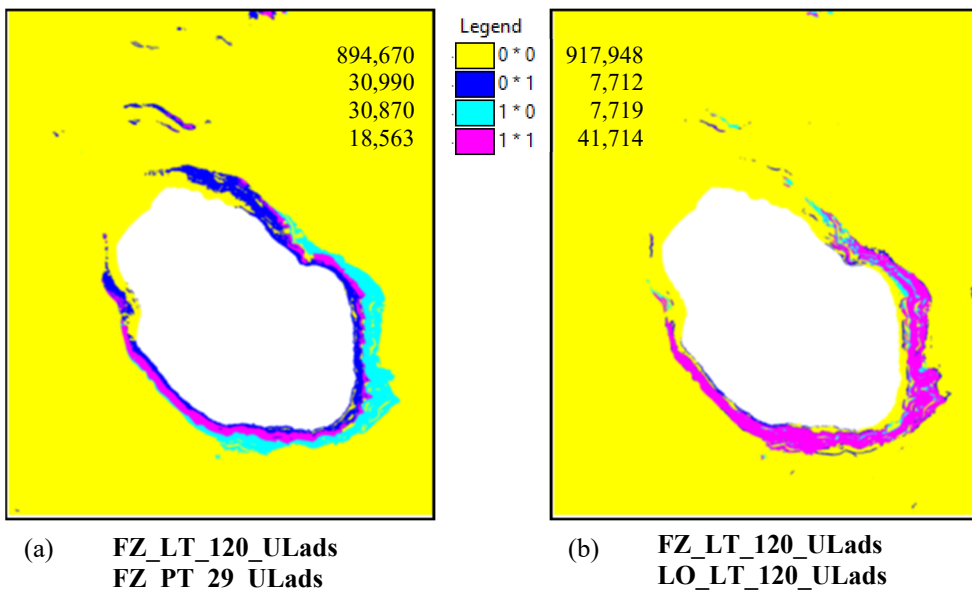 Legend
894,670 0 * 0 917,948
30,990 0 * 1 7,712
30,870 1 * 0 7,719
18,563 1 * 1 41,714
(a) FZ_LT_120_ULads
FZ_PT_29_ULads
(b) FZ_LT_120_ULads
LO_LT_120_ULads